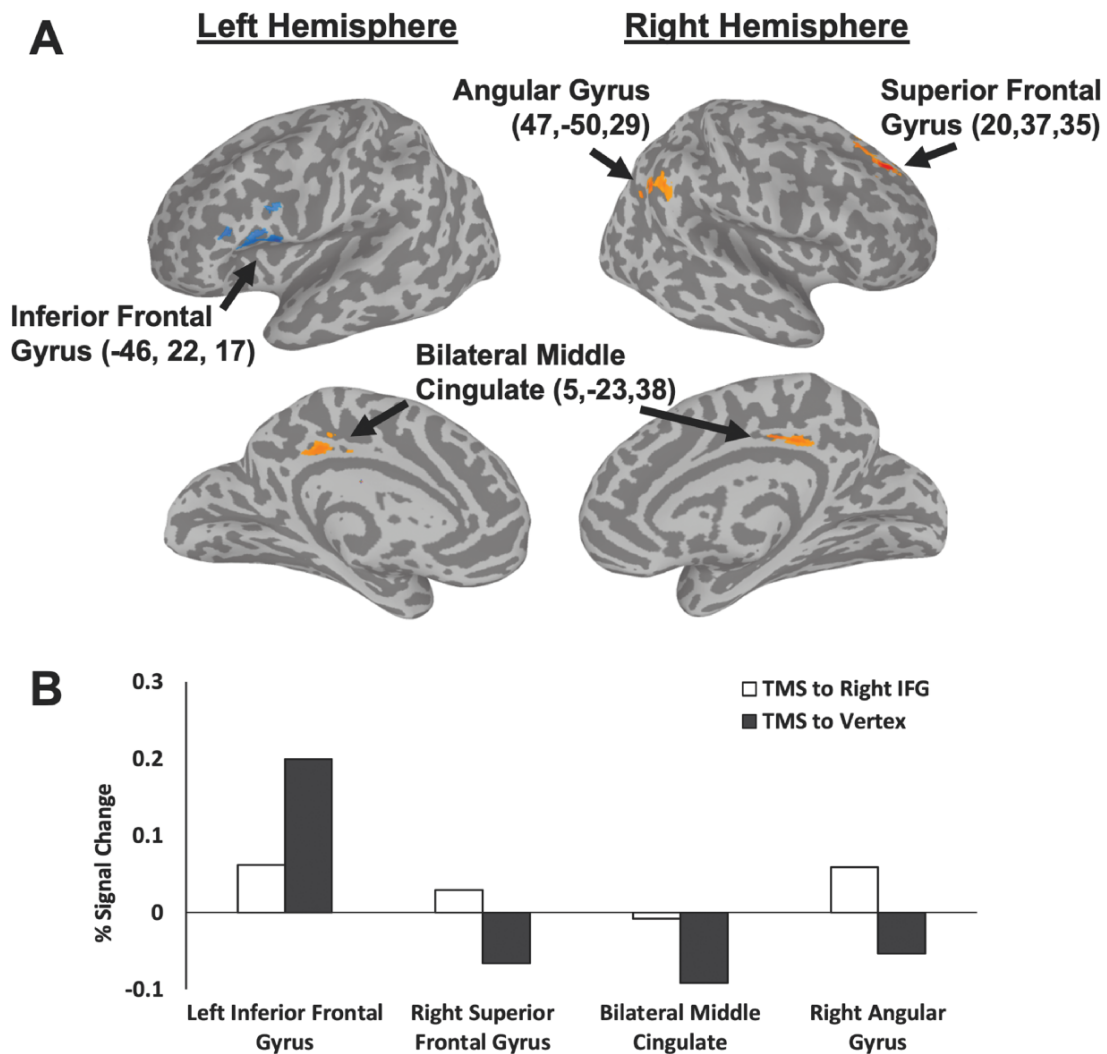 A
Left Hemisphere
Right Hemisphere
Angular Gyrus
(47,-50,29)
Superior Frontal
Gyrus (20,37,35)
Inferior Frontal
Gyrus (-46, 22, 17)
Bilateral Middle
Cingulate (5,-23,38)
B
% Signal Change
0.3
0.2
0.1
0
-0.1
TMS to Right IFG
TMS to Vertex
Left Inferior Frontal
Gyrus
Right Superior
Frontal Gyrus
Bilateral Middle
Cingulate
Right Angular
Gyrus